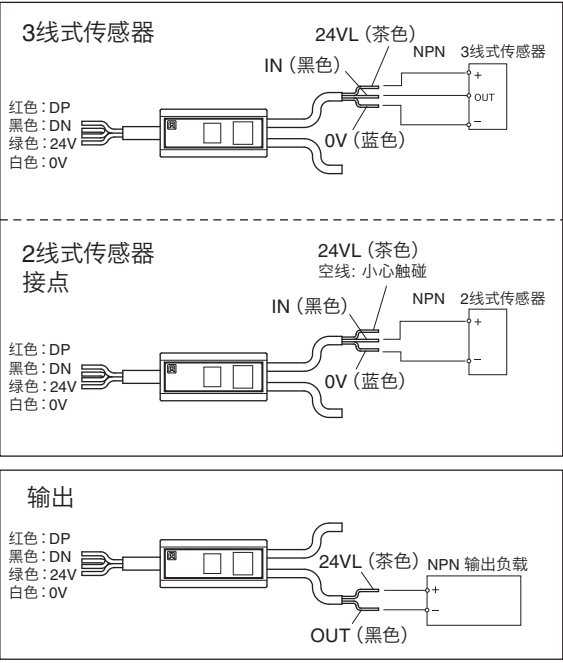 3线式传感器
24VL（茶色）
IN（黑色）
NPN 3线式传感器
+
OUT
−
0V（蓝色）
红色：DP
黑色：DN
绿色：24V
白色：0V
R
2线式传感器
接点
24VL（茶色）
空线：小心触碰
IN（黑色）
NPN 2线式传感器
+
−
0V（蓝色）
红色：DP
黑色：DN
绿色：24V
白色：0V
R
输出
红色：DP
黑色：DN
绿色：24V
白色：0V
R
24VL（茶色）
NPN 输出负载
+
−
OUT（黑色）